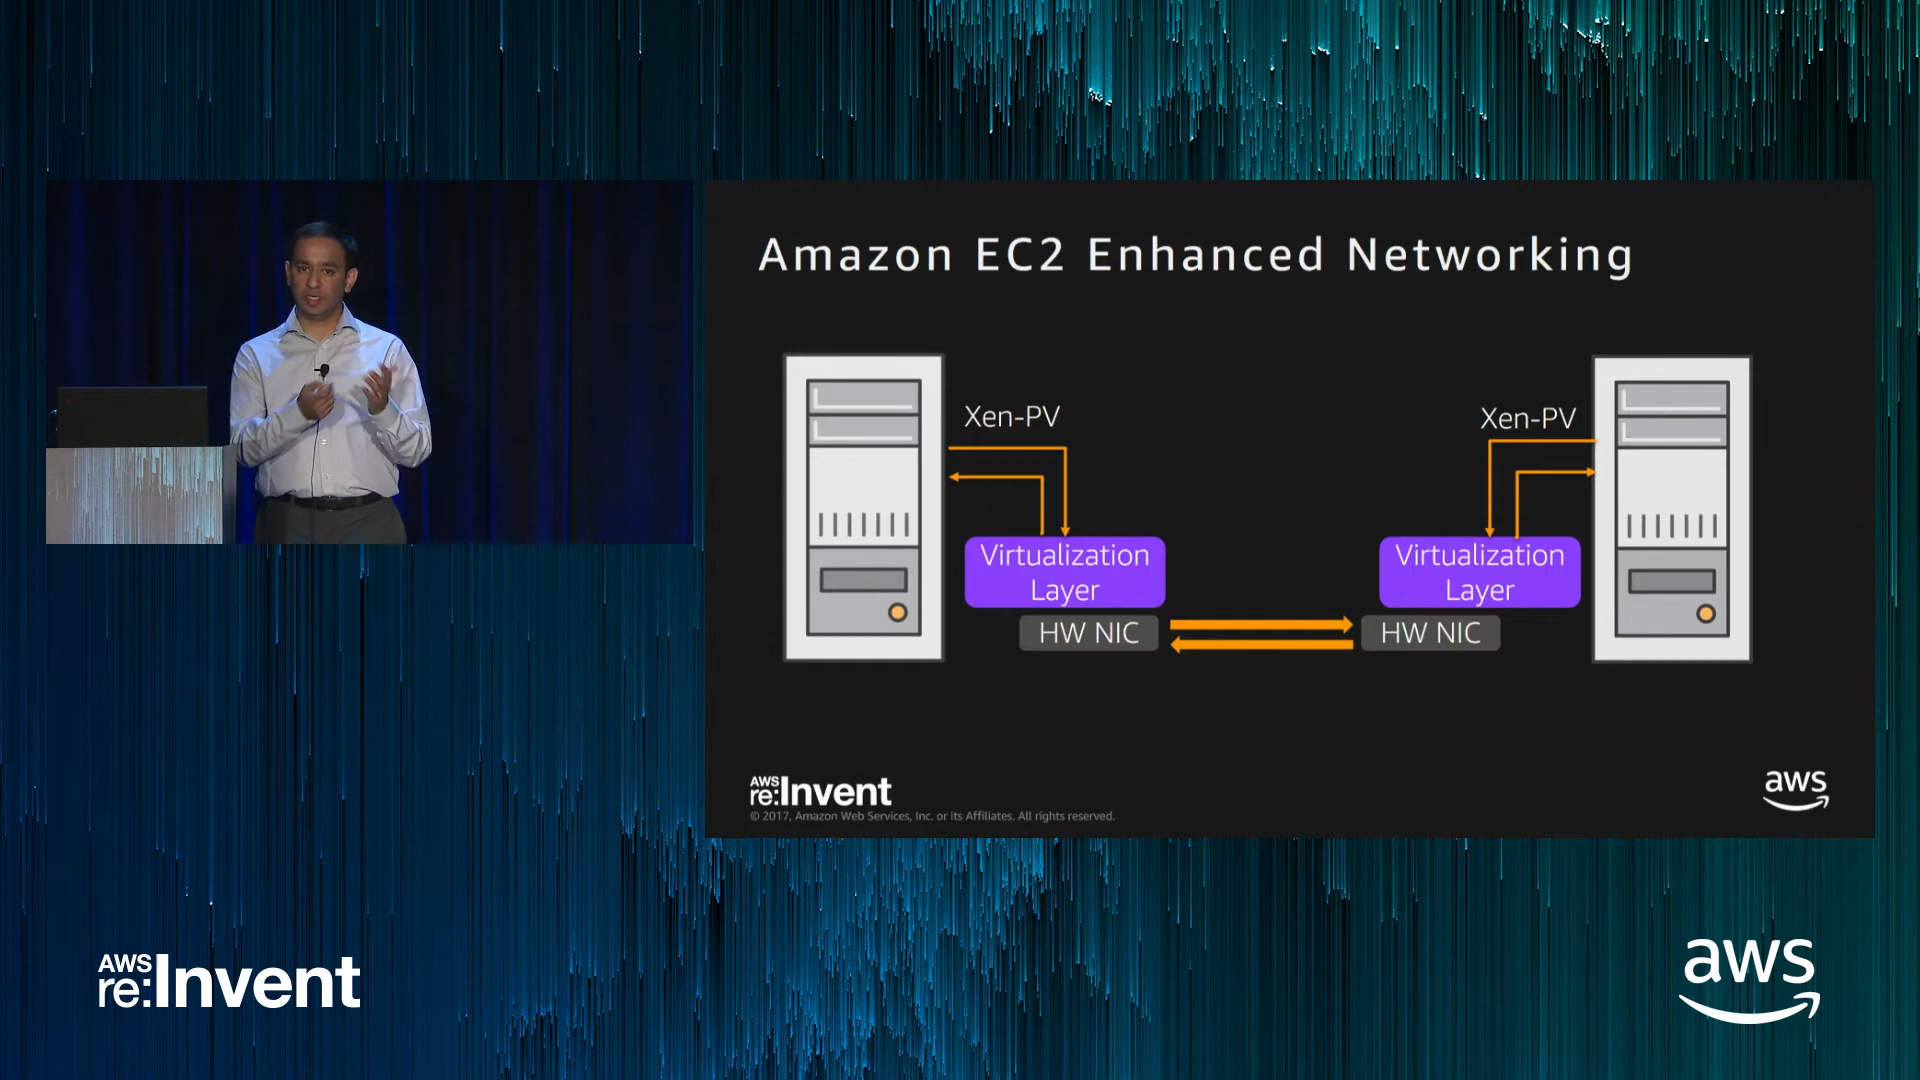 Amazon EC2 Enhanced Networking
Xen-PV
Xen-PV
Virtualization
Layer
Virtualization
Layer
HW NIC
HW NIC
AWS
re:Invent
© 2017, Amazon Web Services, Inc. or its Affiliates. All rights reserved.
aws
AWS
re:Invent
aws